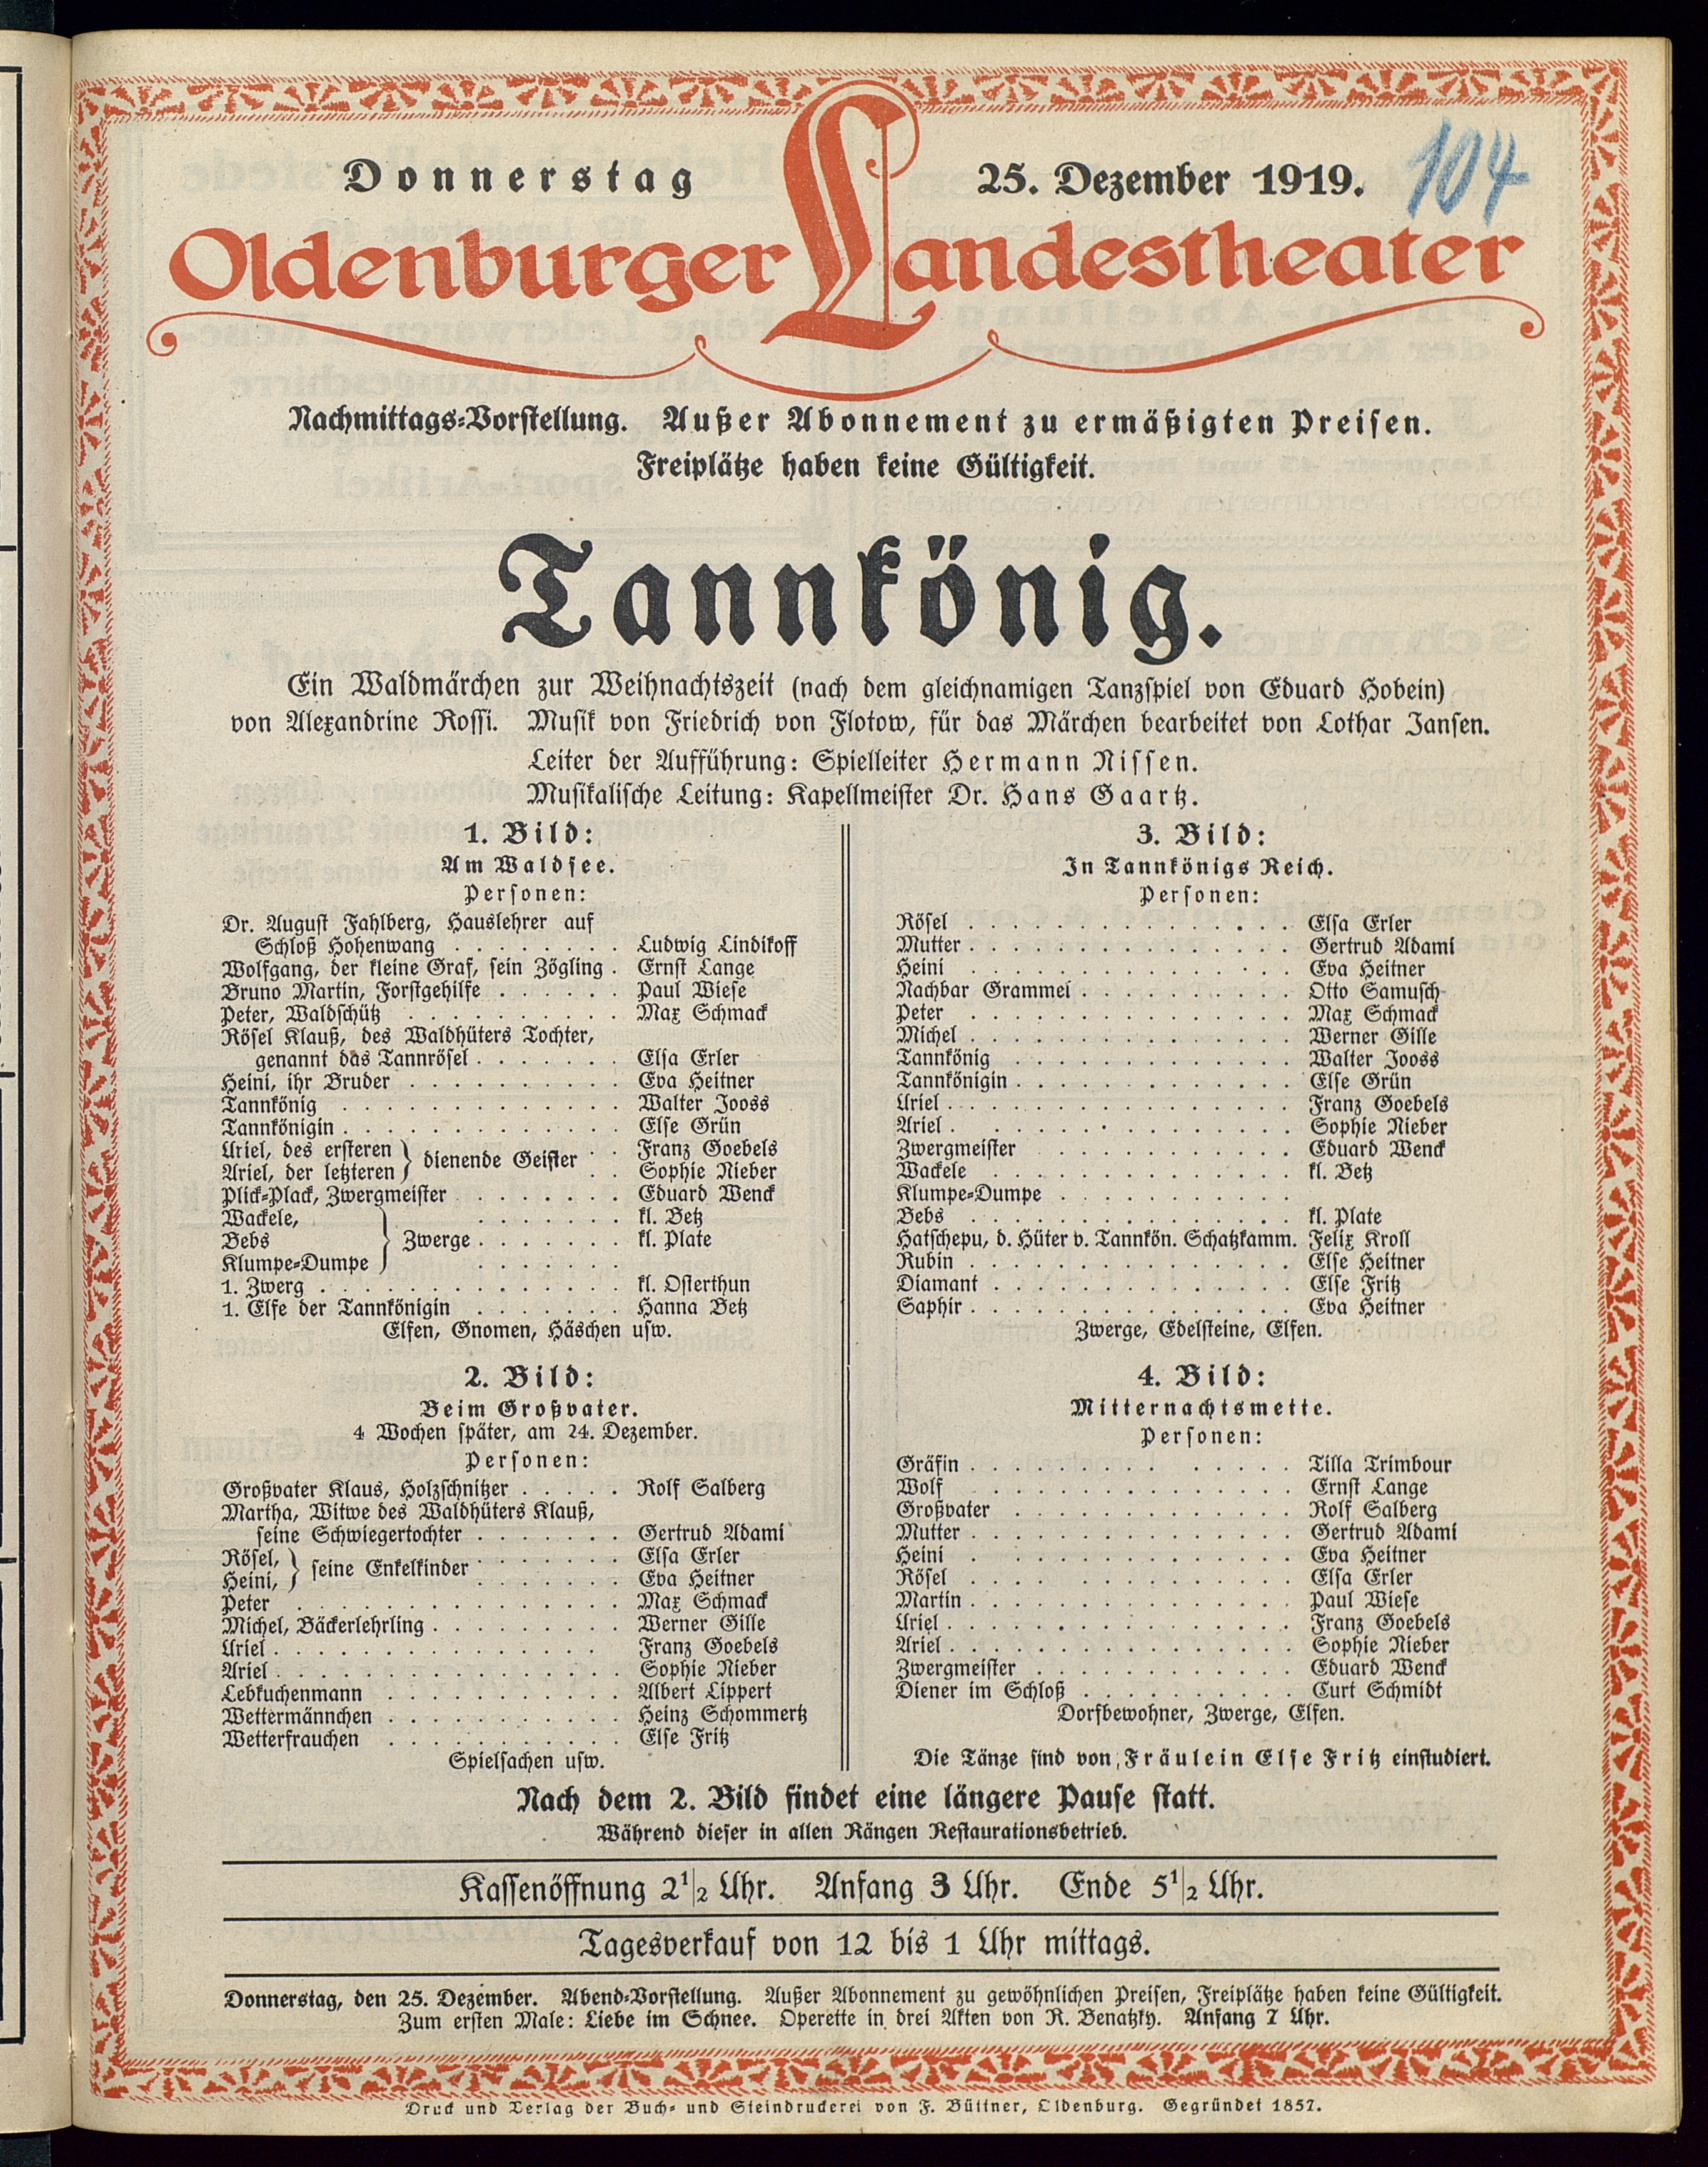 Donnerstag 25. Dezember 1919. 104
Oldenburger Landestheater
Nachmittags-Vorstellung. Außer Abonnement zu ermäßigten Preisen.
Freiplätze haben keine Gültigkeit.
Tannkönig.
Ein Waldmärchen zur Weihnachtszeit (nach dem gleichnamigen Tanzspiel von Eduard Hobein)
von Alexandrine Rossi. Musik von Friedrich von Flotow, für das Märchen bearbeitet von Lothar Jansen.
Leiter der Aufführung: Spielleiter Hermann Nissen.
Musikalische Leitung: Kapellmeister Dr. Hans Gaartz.
1. Bild:
Am Waldsee.
Personen:
Dr. August Fahlberg, Hauslehrer auf
Schloß Hohenwang . . . . . . . . Ludwig Lindikoff
Wolfgang, der kleine Graf, sein Zögling . Ernst Lange
Bruno Martin, Forstgehilfe . . . . . . Paul Wiese
Peter, Waldschütz . . . . . . . . . . Max Schmack
Rösel Klauß, des Waldhüters Tochter,
genannt das Tannrösel . . . . . . . Elsa Erler
Heini, ihr Bruder . . . . . . . . . . Eva Heitner
Tannkönig . . . . . . . . . . . . . Walter Jooss
Tannkönigin . . . . . . . . . . . . . Else Grün
Uriel, des ersteren } dienende Geister . . Franz Goebels
Ariel, der letzteren } . . Sophie Nieber
Plick-Plack, Zwergmeister . . . . . . . Eduard Wenck
Wackele, } . . . . . . . kl. Betz
Bebs } Zwerge . . . . . . . kl. Plate
Klumpe-Dumpe } . . . . . . .
1. Zwerg . . . . . . . . . . . . . . kl. Osterthun
1. Elfe der Tannkönigin . . . . . . . Hanna Betz
Elfen, Gnomen, Häschen usw.
2. Bild:
Beim Großvater.
4 Wochen später, am 24. Dezember.
Personen:
Großvater Klaus, Holzschnitzer . . . . . Rolf Salberg
Martha, Witwe des Waldhüters Klauß,
seine Schwiegertochter . . . . . . . Gertrud Adami
Rösel, } seine Enkelkinder . . . . . . . Elsa Erler
Heini, } . . . . . . . Eva Heitner
Peter . . . . . . . . . . . . . . . Max Schmack
Michel, Bäckerlehrling . . . . . . . . . Werner Gille
Uriel . . . . . . . . . . . . . . . Franz Goebels
Ariel . . . . . . . . . . . . . . . . Sophie Nieber
Lebkuchenmann . . . . . . . . . . . Albert Lippert
Wettermännchen . . . . . . . . . . . Heinz Schommertz
Wetterfrauchen . . . . . . . . . . . Else Fritz
Spielsachen usw.
3. Bild:
In Tannkönigs Reich.
Personen:
Rösel . . . . . . . . . . . . . . . Elsa Erler
Mutter . . . . . . . . . . . . . . . Gertrud Adami
Heini . . . . . . . . . . . . . . . Eva Heitner
Nachbar Grammei . . . . . . . . . . Otto Samusch
Peter . . . . . . . . . . . . . . . Max Schmack
Michel . . . . . . . . . . . . . . . Werner Gille
Tannkönig . . . . . . . . . . . . . Walter Jooss
Tannkönigin . . . . . . . . . . . . . Else Grün
Uriel . . . . . . . . . . . . . . . . Franz Goebels
Ariel . . . . . . . . . . . . . . . . Sophie Nieber
Zwergmeister . . . . . . . . . . . . Eduard Wenck
Wackele . . . . . . . . . . . . . . kl. Betz
Klumpe-Dumpe . . . . . . . . . . .
Bebs . . . . . . . . . . . . . . . kl. Plate
Hatschepu, d. Hüter v. Tannkön. Schatzkamm. Felix Kroll
Rubin . . . . . . . . . . . . . . . Else Heitner
Diamant . . . . . . . . . . . . . . Else Fritz
Saphir . . . . . . . . . . . . . . . Eva Heitner
Zwerge, Edelsteine, Elfen.
4. Bild:
Mitternachtsmette.
Personen:
Gräfin . . . . . . . . . . . . . . . Tilla Trimbour
Wolf . . . . . . . . . . . . . . . Ernst Lange
Großvater . . . . . . . . . . . . . Rolf Salberg
Mutter . . . . . . . . . . . . . . . Gertrud Adami
Heini . . . . . . . . . . . . . . . Eva Heitner
Rösel . . . . . . . . . . . . . . . Elsa Erler
Martin . . . . . . . . . . . . . . . Paul Wiese
Uriel . . . . . . . . . . . . . . . . Franz Goebels
Ariel . . . . . . . . . . . . . . . . Sophie Nieber
Zwergmeister . . . . . . . . . . . . Eduard Wenck
Diener im Schloß . . . . . . . . . . Curt Schmidt
Dorfbewohner, Zwerge, Elfen.
Die Tänze sind von Fräulein Else Fritz einstudiert.
Nach dem 2. Bild findet eine längere Pause statt.
Während dieser in allen Rängen Restaurationsbetrieb.
Kassenöffnung 2 1/2 Uhr. Anfang 3 Uhr. Ende 5 1/2 Uhr.
Tagesverkauf von 12 bis 1 Uhr mittags.
Donnerstag, den 25. Dezember. Abend-Vorstellung. Außer Abonnement zu gewöhnlichen Preisen, Freiplätze haben keine Gültigkeit.
Zum ersten Male: Liebe im Schnee. Operette in drei Akten von R. Benatzky. Anfang 7 Uhr.
Druck und Verlag der Buch- und Steindruckerei von F. Büttner, Oldenburg. Gegründet 1857.